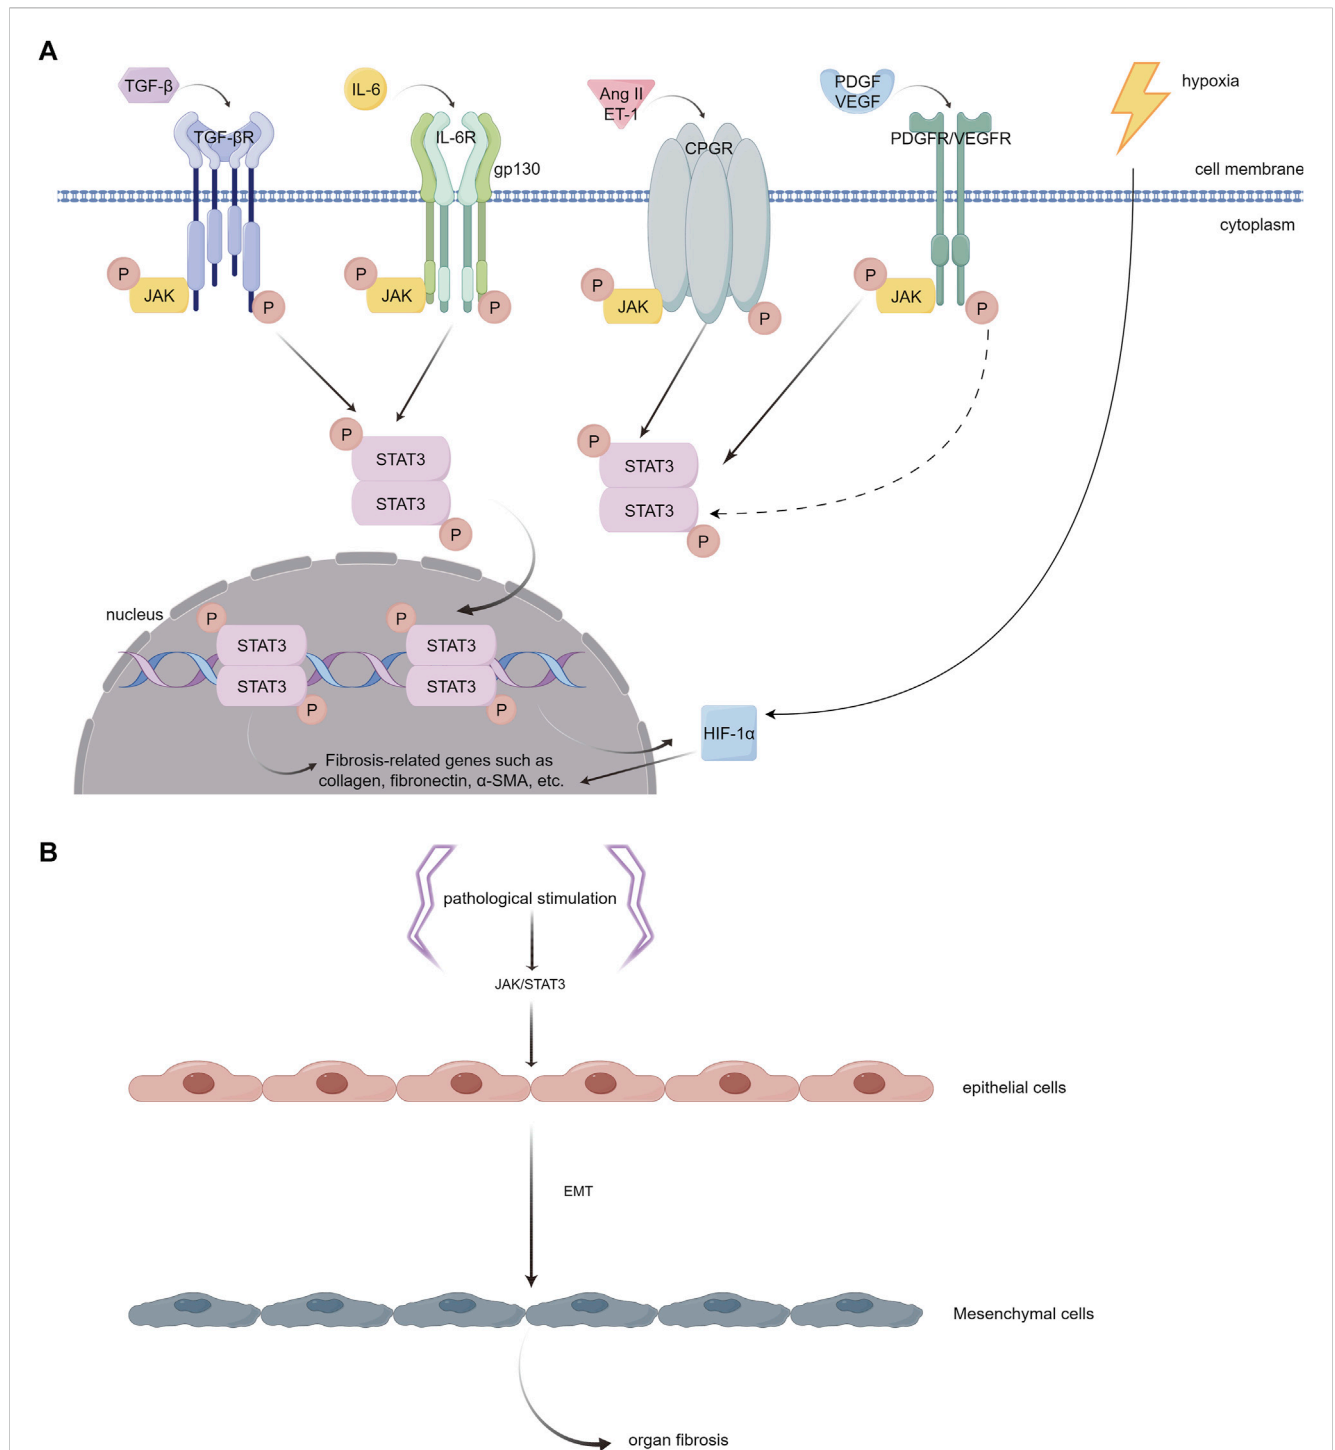 A
TGF-β
IL-6
Ang II
ET-1
PDGF
VEGF
hypoxia
TGF-βR
IL-6R
gp130
CPGR
PDGFR/VEGFR
cell membrane
cytoplasm
P
JAK
P
P
JAK
P
P
JAK
P
P
JAK
P
P
STAT3
STAT3
P
P
STAT3
STAT3
P
nucleus
P
STAT3
STAT3
P
P
STAT3
STAT3
P
HIF-1α
Fibrosis-related genes such as
collagen, fibronectin, α-SMA, etc.
B
pathological stimulation
JAK/STAT3
epithelial cells
EMT
Mesenchymal cells
organ fibrosis